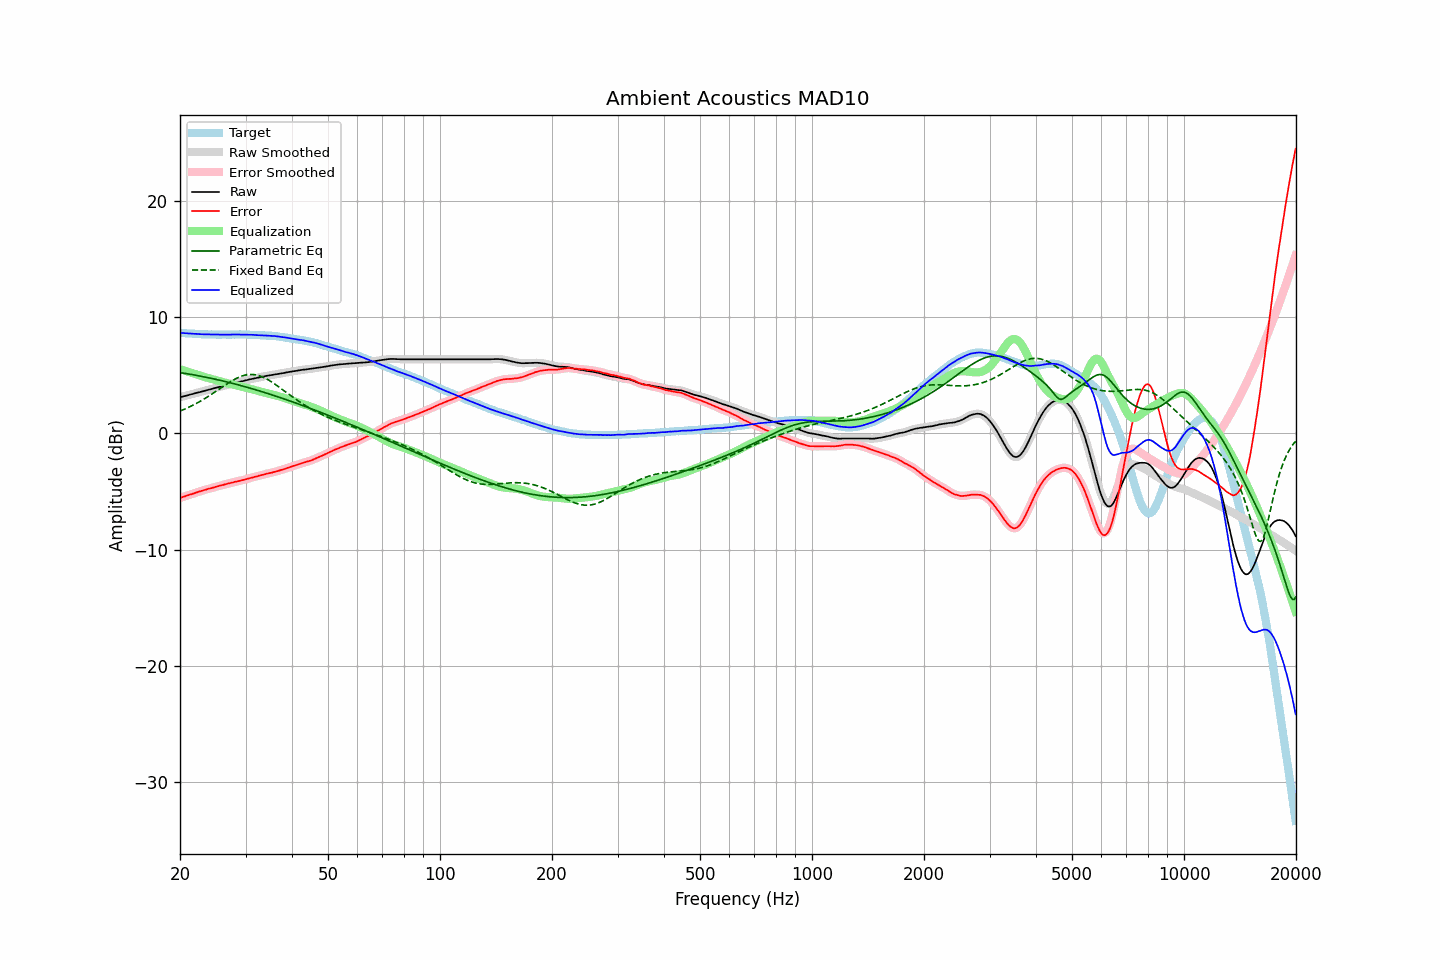 Ambient Acoustics MAD10
Target
Raw Smoothed
Error Smoothed
Raw
Error
Equalization
Parametric Eq
Fixed Band Eq
Equalized
20
10
0
−10
−20
−30
Amplitude (dBr)
20 50 100 200 500 1000 2000 5000 10000 20000
Frequency (Hz)